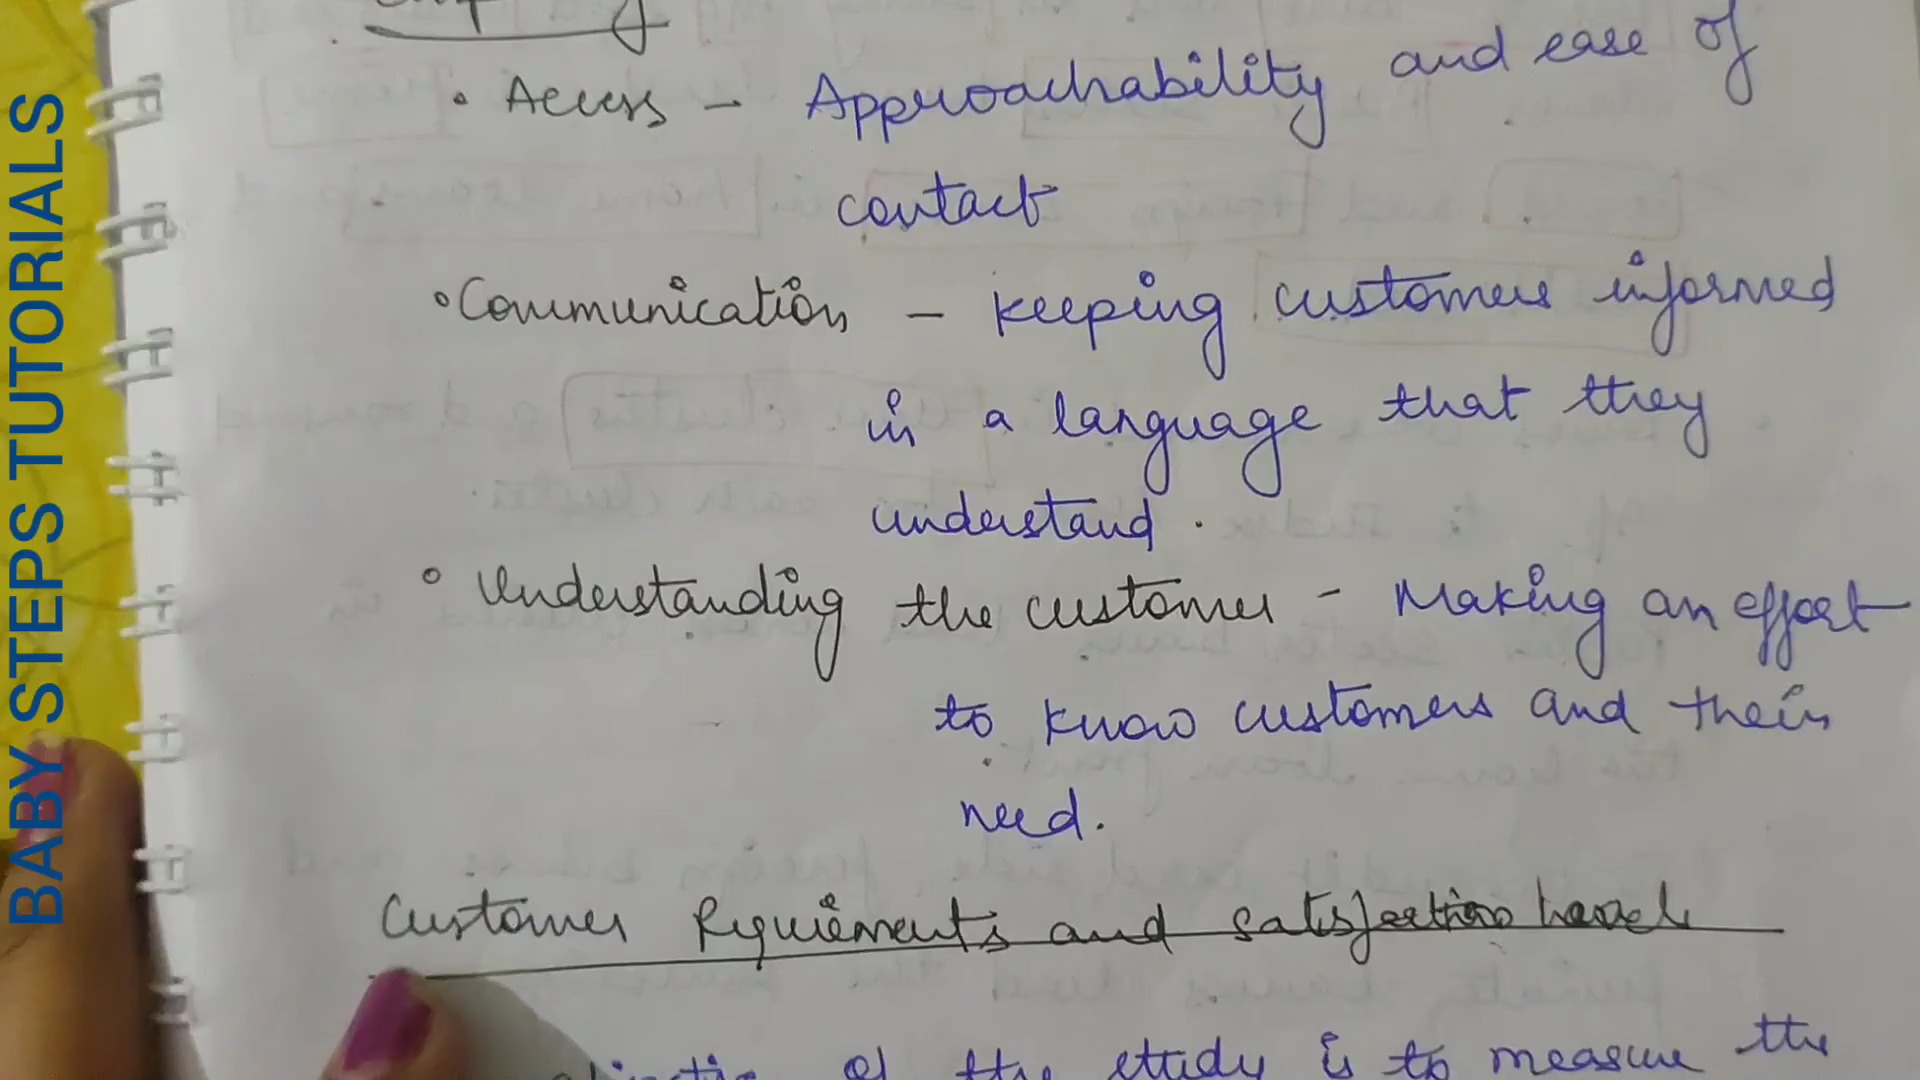 BABY STEPS TUTORIALS
• Access - Approachability and ease of
contact
• Communication - Keeping customers informed
in a language that they
understand.
• Understanding the customer - Making an effort
to know customers and their
need.
Customer Requirements and satisfaction levels
of the study is to measure the